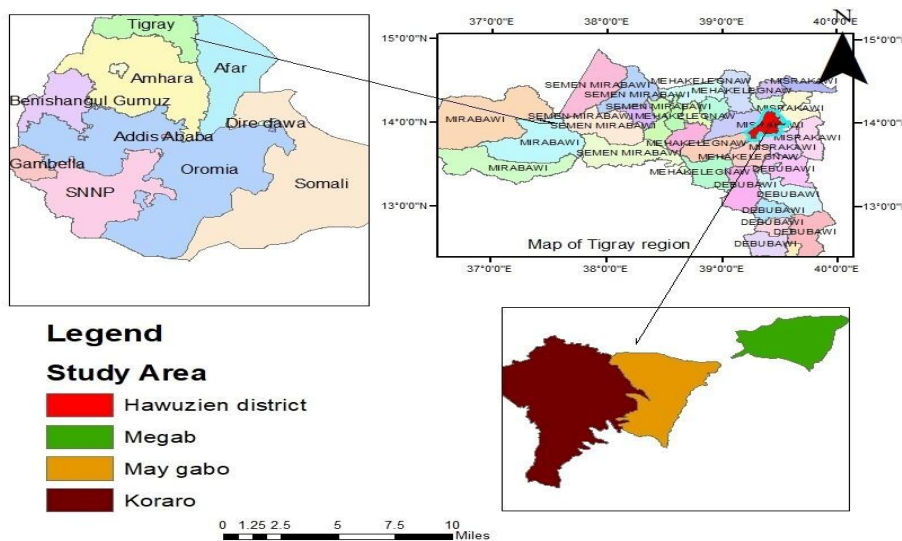 Tigray
Amhara
Afar
Benishangul Gumuz
Addis Ababa
Dire dawa
Gambella
Oromia
SNNP
Somali
N
37°0'0"E 38°0'0"E 39°0'0"E 40°0'0"E
15°0'0"N 15°0'0"N
14°0'0"N 14°0'0"N
13°0'0"N 13°0'0"N
SEMEN MIRABAWI
MEHAKELEGNAW
MISRAKAWI
SEMEN MIRABAWI
MEHAKELEGNAW
SEMEN MIRABAWI
MISRAKAWI
MIRABAWI
SEMEN MIRABAWI
MEHAKELEGNAW
SEMEN MIRABAWI
MISRAKAWI
MEHAKELEGNAW
MISRAKAWI
MIRABAWI
SEMEN MIRABAWI
MEHAKELEGNAW
MIRABAWI
MEHAKELEGNAW
DEBUBAWI
DEBUBAWI
DEBUBAWI
DEBUBAWI
DEBUBAWI
DEBUBAWI
Map of Tigray region
37°0'0"E 38°0'0"E 39°0'0"E 40°0'0"E
Legend
Study Area
Hawuzien district
Megab
May gabo
Koraro
0 1.25 2.5 5 7.5 10
Miles